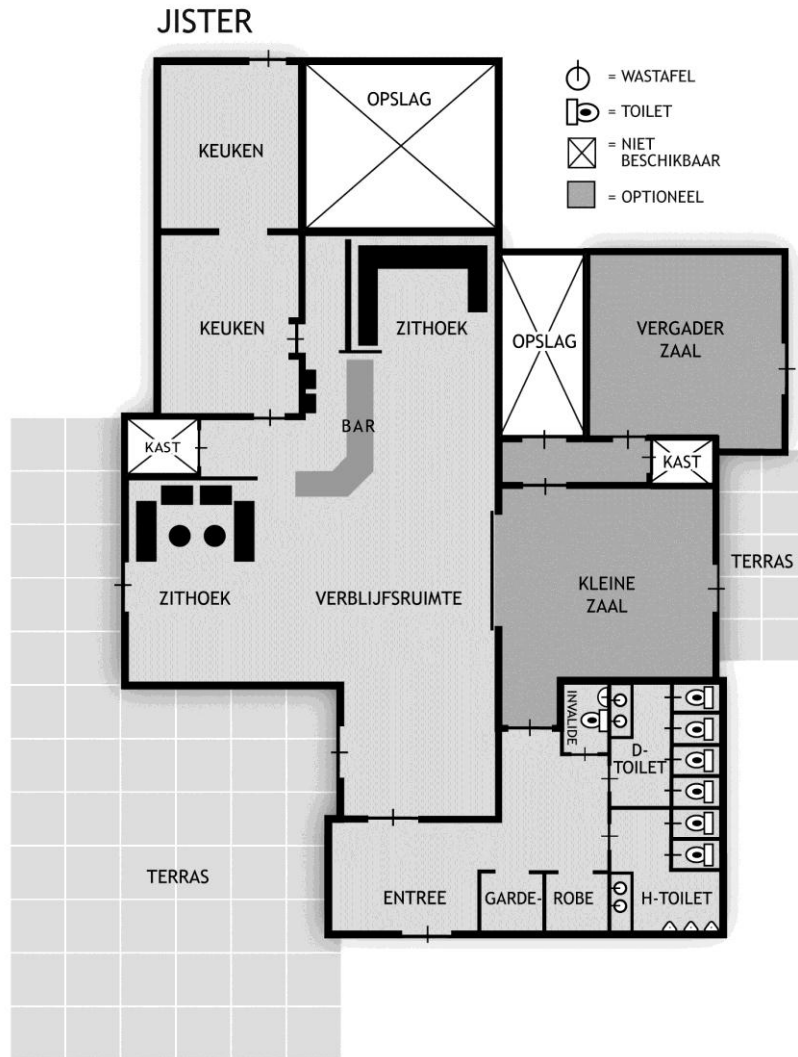 JISTER
= WASTAFEL
= TOILET
= NIET
BESCHIKBAAR
= OPTIONEEL
OPSLAG
KEUKEN
KEUKEN
ZITHOEK
OPSLAG
VERGADER
ZAAL
BAR
KAST
KAST
TERRAS
ZITHOEK
VERBLIJFSRUIMTE
KLEINE
ZAAL
INVALIDE
D-
TOILET
TERRAS
ENTREE
GARDE-
ROBE
H-TOILET